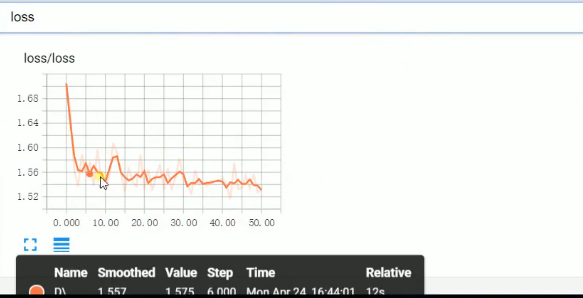 loss
loss/loss
1.68
1.64
1.60
1.56
1.52
0.000 10.00 20.00 30.00 40.00 50.00
Name Smoothed Value Step Time Relative
D\ 1.557 1.575 6.000 Mon Apr 24, 16:44:01 12s